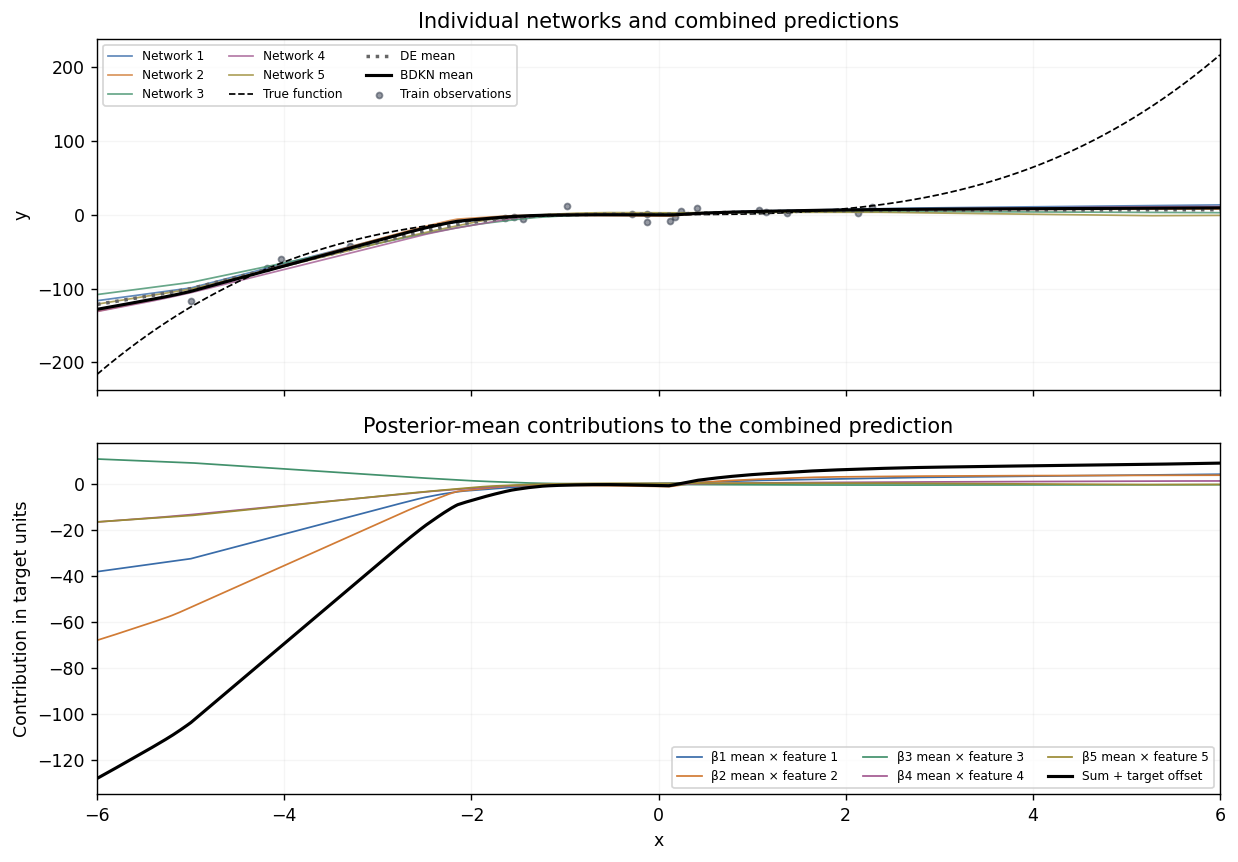 Individual networks and combined predictions
Network 1 Network 4 DE mean
Network 2 Network 5 BDKN mean
Network 3 True function Train observations
200
100
0
−100
−200
y
Posterior-mean contributions to the combined prediction
0
−20
−40
−60
−80
−100
−120
Contribution in target units
β1 mean × feature 1 β3 mean × feature 3 β5 mean × feature 5
β2 mean × feature 2 β4 mean × feature 4 Sum + target offset
−6 −4 −2 0 2 4 6
x